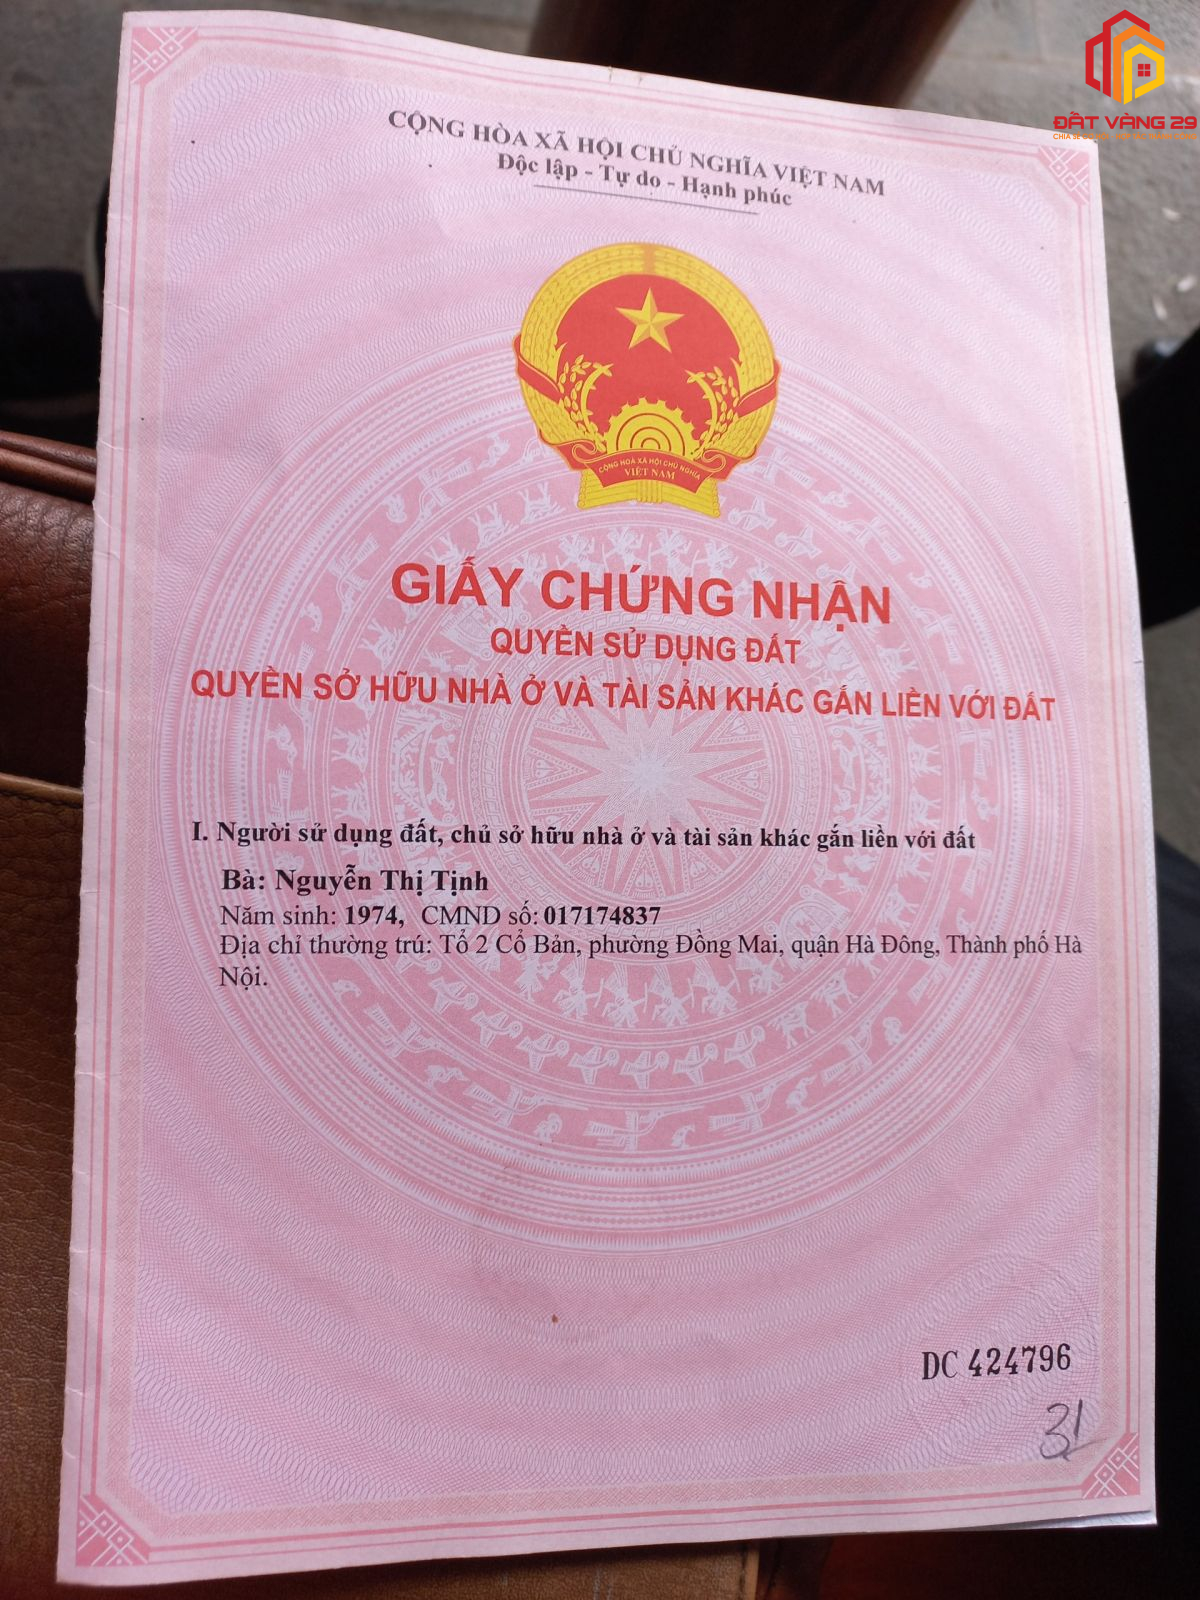 ĐẤT VÀNG 29
CỘNG HÒA XÃ HỘI CHỦ NGHĨA VIỆT NAM
Độc lập - Tự do - Hạnh phúc
CỘNG HOÀ XÃ HỘI CHỦ NGHĨA
VIỆT NAM
GIẤY CHỨNG NHẬN
QUYỀN SỬ DỤNG ĐẤT
QUYỀN SỞ HỮU NHÀ Ở VÀ TÀI SẢN KHÁC GẮN LIỀN VỚI ĐẤT
I. Người sử dụng đất, chủ sở hữu nhà ở và tài sản khác gắn liền với đất
Bà: Nguyễn Thị Tịnh
Năm sinh: 1974, CMND số: 017174837
Địa chỉ thường trú: Tổ 2 Cổ Bản, phường Đồng Mai, quận Hà Đông, Thành phố Hà
Nội.
DC 424796
31